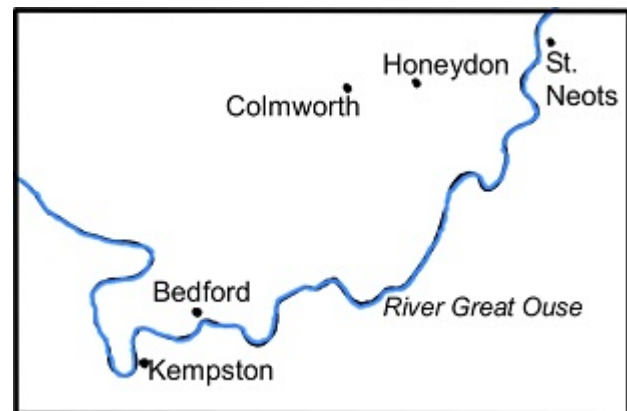 Honeydon
St.
Neots
Colmworth
Bedford
River Great Ouse
Kempston